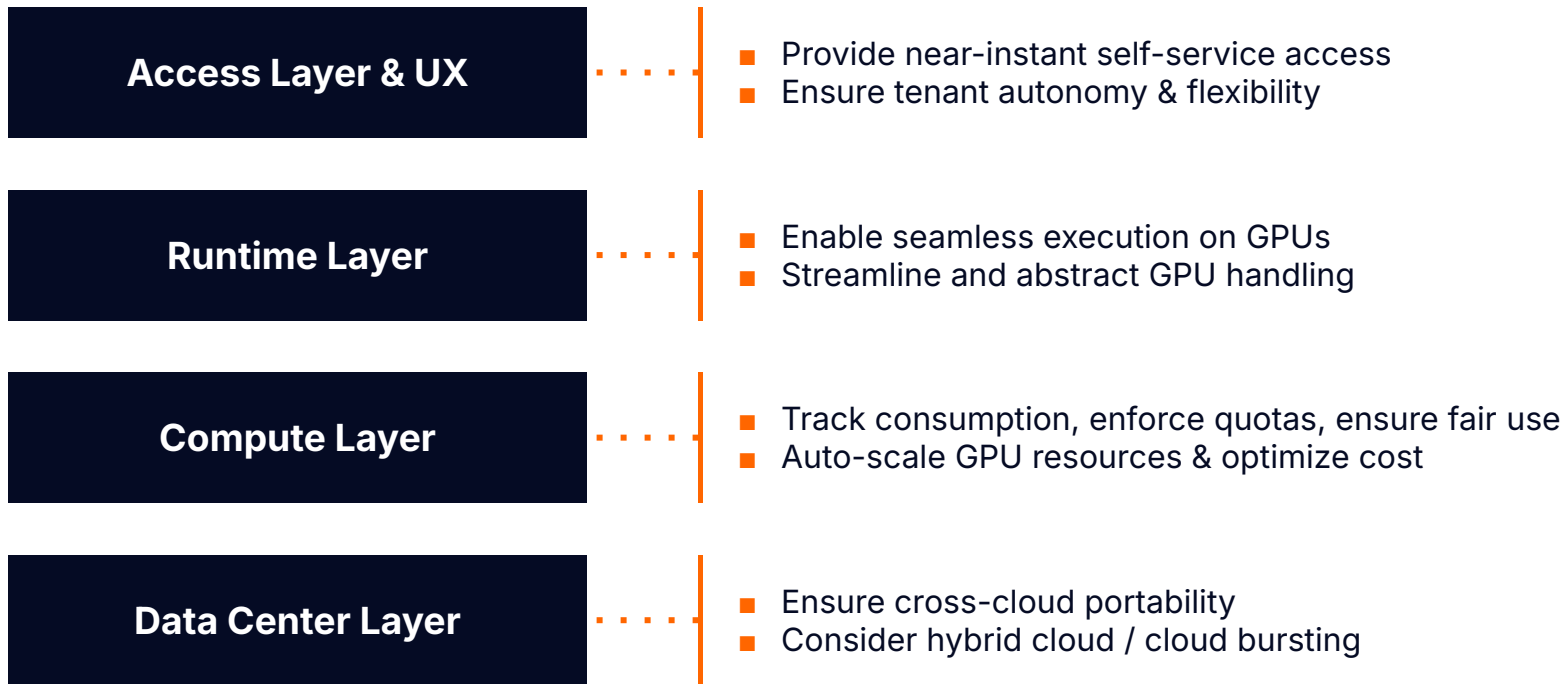 Access Layer & UX
Provide near-instant self-service access
Ensure tenant autonomy & flexibility
Runtime Layer
Enable seamless execution on GPUs
Streamline and abstract GPU handling
Compute Layer
Track consumption, enforce quotas, ensure fair use
Auto-scale GPU resources & optimize cost
Data Center Layer
Ensure cross-cloud portability
Consider hybrid cloud / cloud bursting